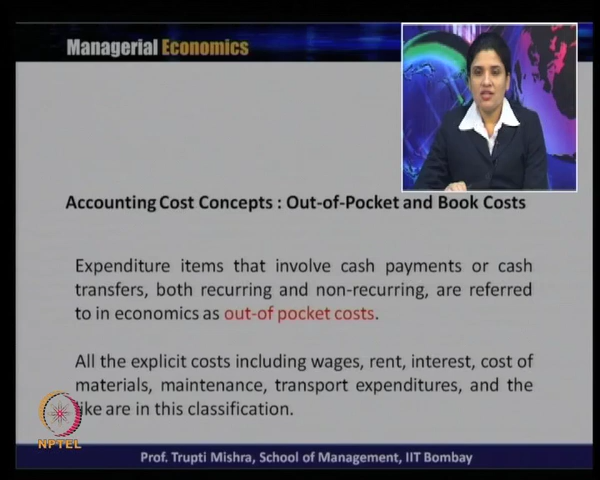 Managerial Economics
Accounting Cost Concepts : Out-of-Pocket and Book Costs
Expenditure items that involve cash payments or cash
transfers, both recurring and non-recurring, are referred
to in economics as out-of pocket costs.
All the explicit costs including wages, rent, interest, cost of
materials, maintenance, transport expenditures, and the
like are in this classification.
NPTEL
Prof. Trupti Mishra, School of Management, IIT Bombay